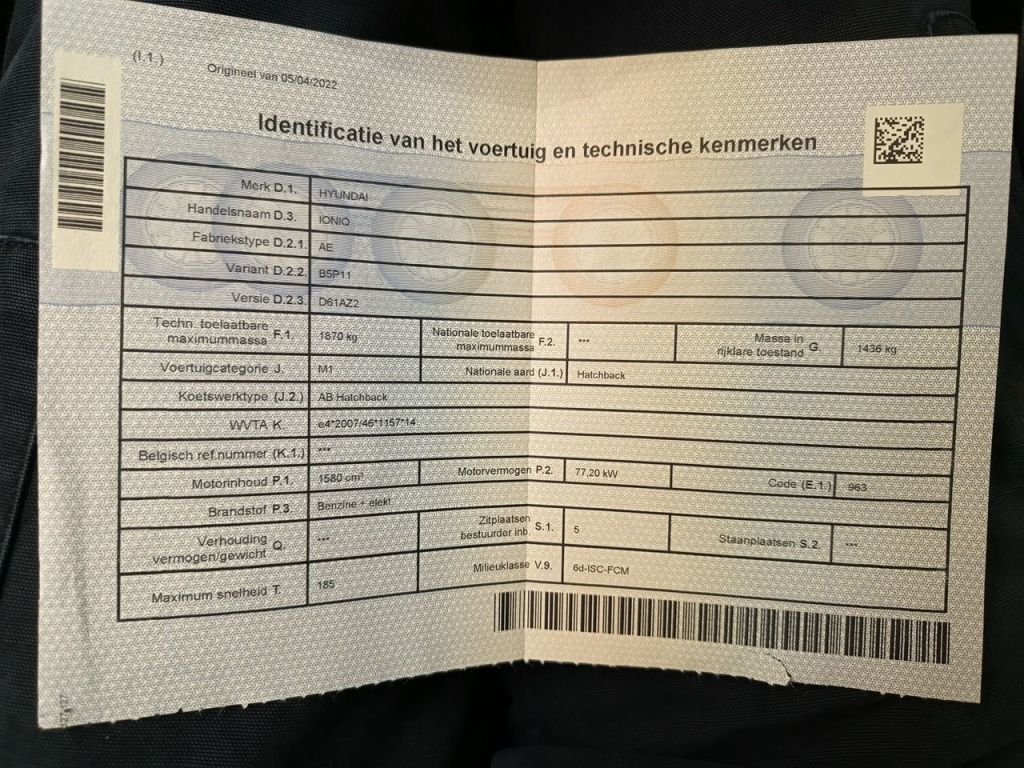 (I.1.)
Origineel van 05/04/2022
Identificatie van het voertuig en technische kenmerken
Merk D.1. HYUNDAI
Handelsnaam D.3. IONIQ
Fabriekstype D.2.1. AE
Variant D.2.2. B5P11
Versie D.2.3. D61AZ2
Techn. toelaatbare maximummassa F.1. 1870 kg Nationale toelaatbare maximummassa F.2. *** Massa in rijklare toestand G. 1436 kg
Voertuigcategorie J. M1 Nationale aard (J.1.) Hatchback
Koetswerktype (J.2.) AB Hatchback
WVTA K. e4*2007/46*1157*14
Belgisch ref.nummer (K.1.) ***
Motorinhoud P.1. 1580 cm³ Motorvermogen P.2. 77,20 kW Code (E.1.) 963
Brandstof P.3. Benzine + elekt
Verhouding vermogen/gewicht Q. *** Zitplaatsen bestuurder inb. S.1. 5 Staanplaatsen S.2. ***
Maximum snelheid T. 185 Milieuklasse V.9. 6d-ISC-FCM